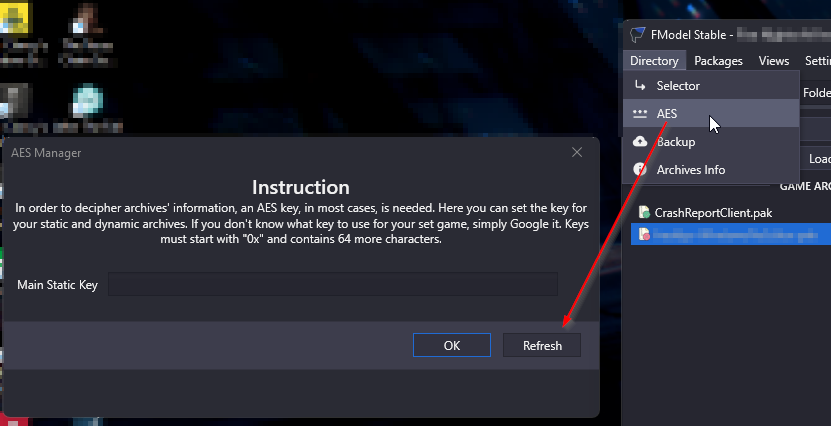 FModel Stable -
Directory Packages Views Setti
Selector
Folde
AES
Backup
Load
Archives Info
GAME ARC
CrashReportClient.pak
AES Manager
Instruction
In order to decipher archives' information, an AES key, in most cases, is needed. Here you can set the key for
your static and dynamic archives. If you don't know what key to use for your set game, simply Google it. Keys
must start with "0x" and contains 64 more characters.
Main Static Key
OK Refresh